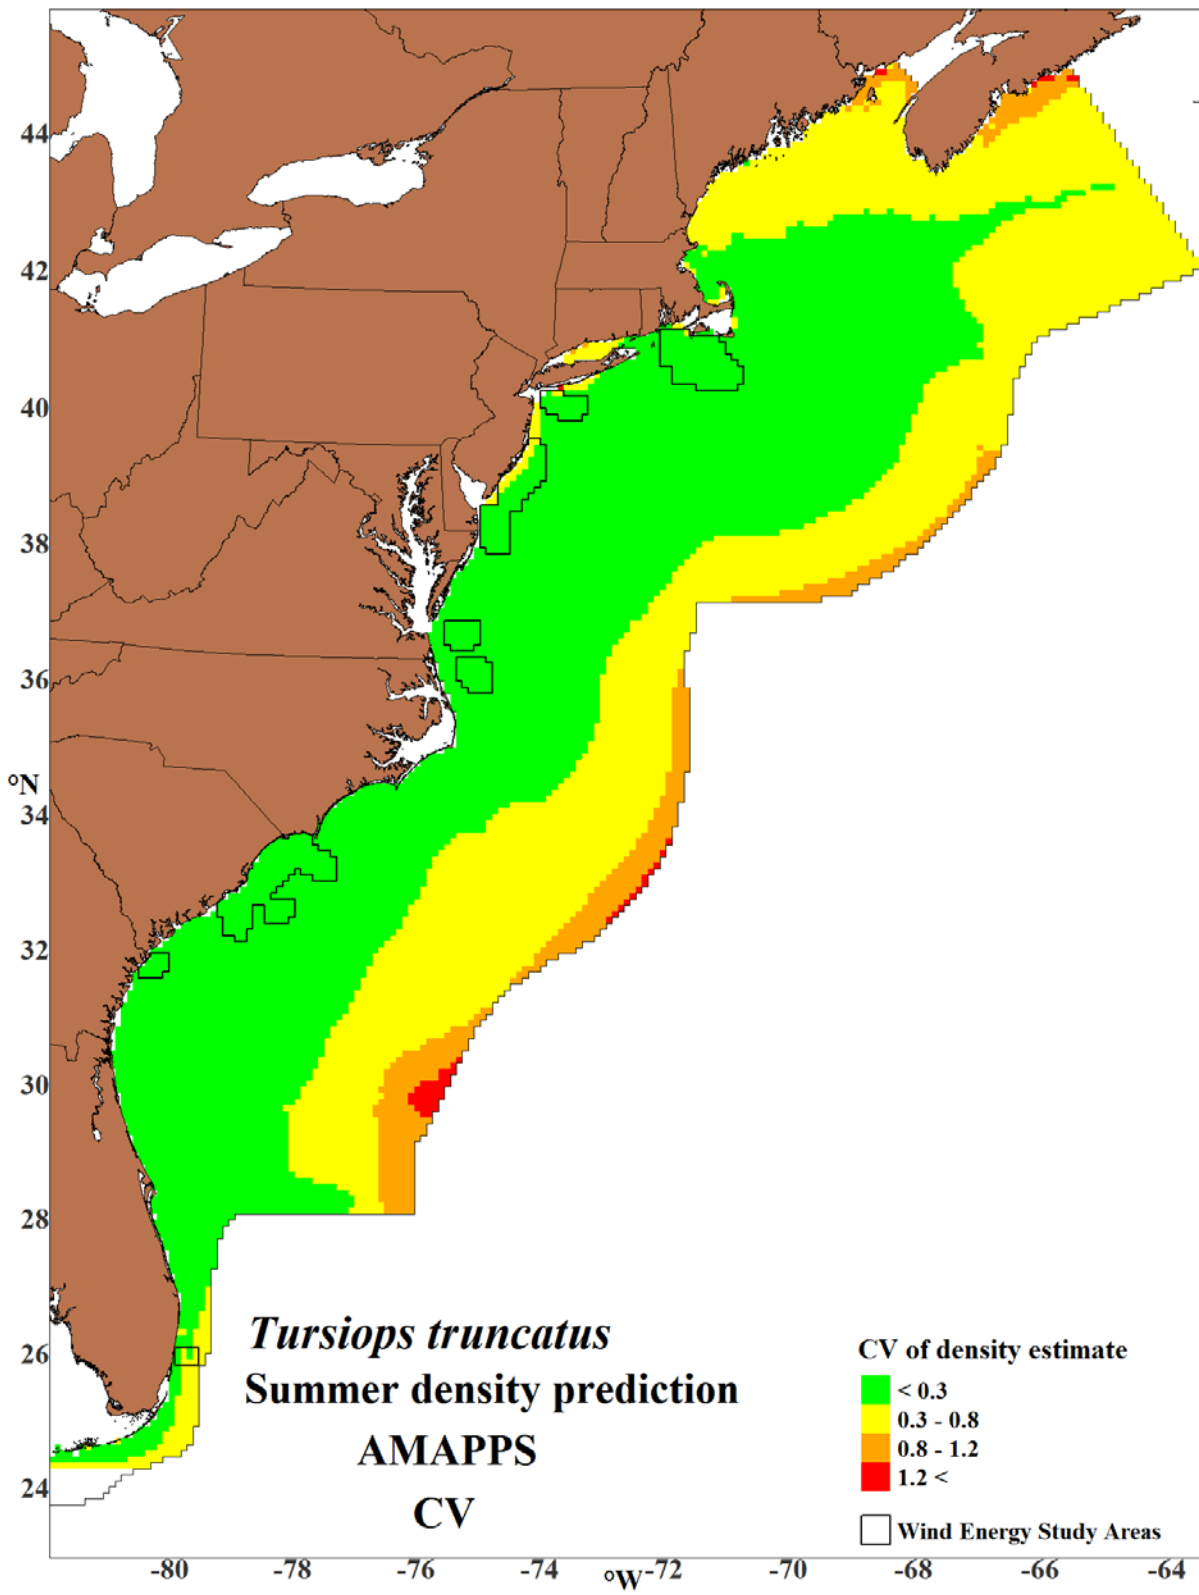 44
42
40
38
36
°N
34
32
30
28
26
24
Tursiops truncatus
Summer density prediction
AMAPPS
CV
CV of density estimate
< 0.3
0.3 - 0.8
0.8 - 1.2
1.2 <
Wind Energy Study Areas
-80 -78 -76 -74 -72 -70 -68 -66 -64
°W